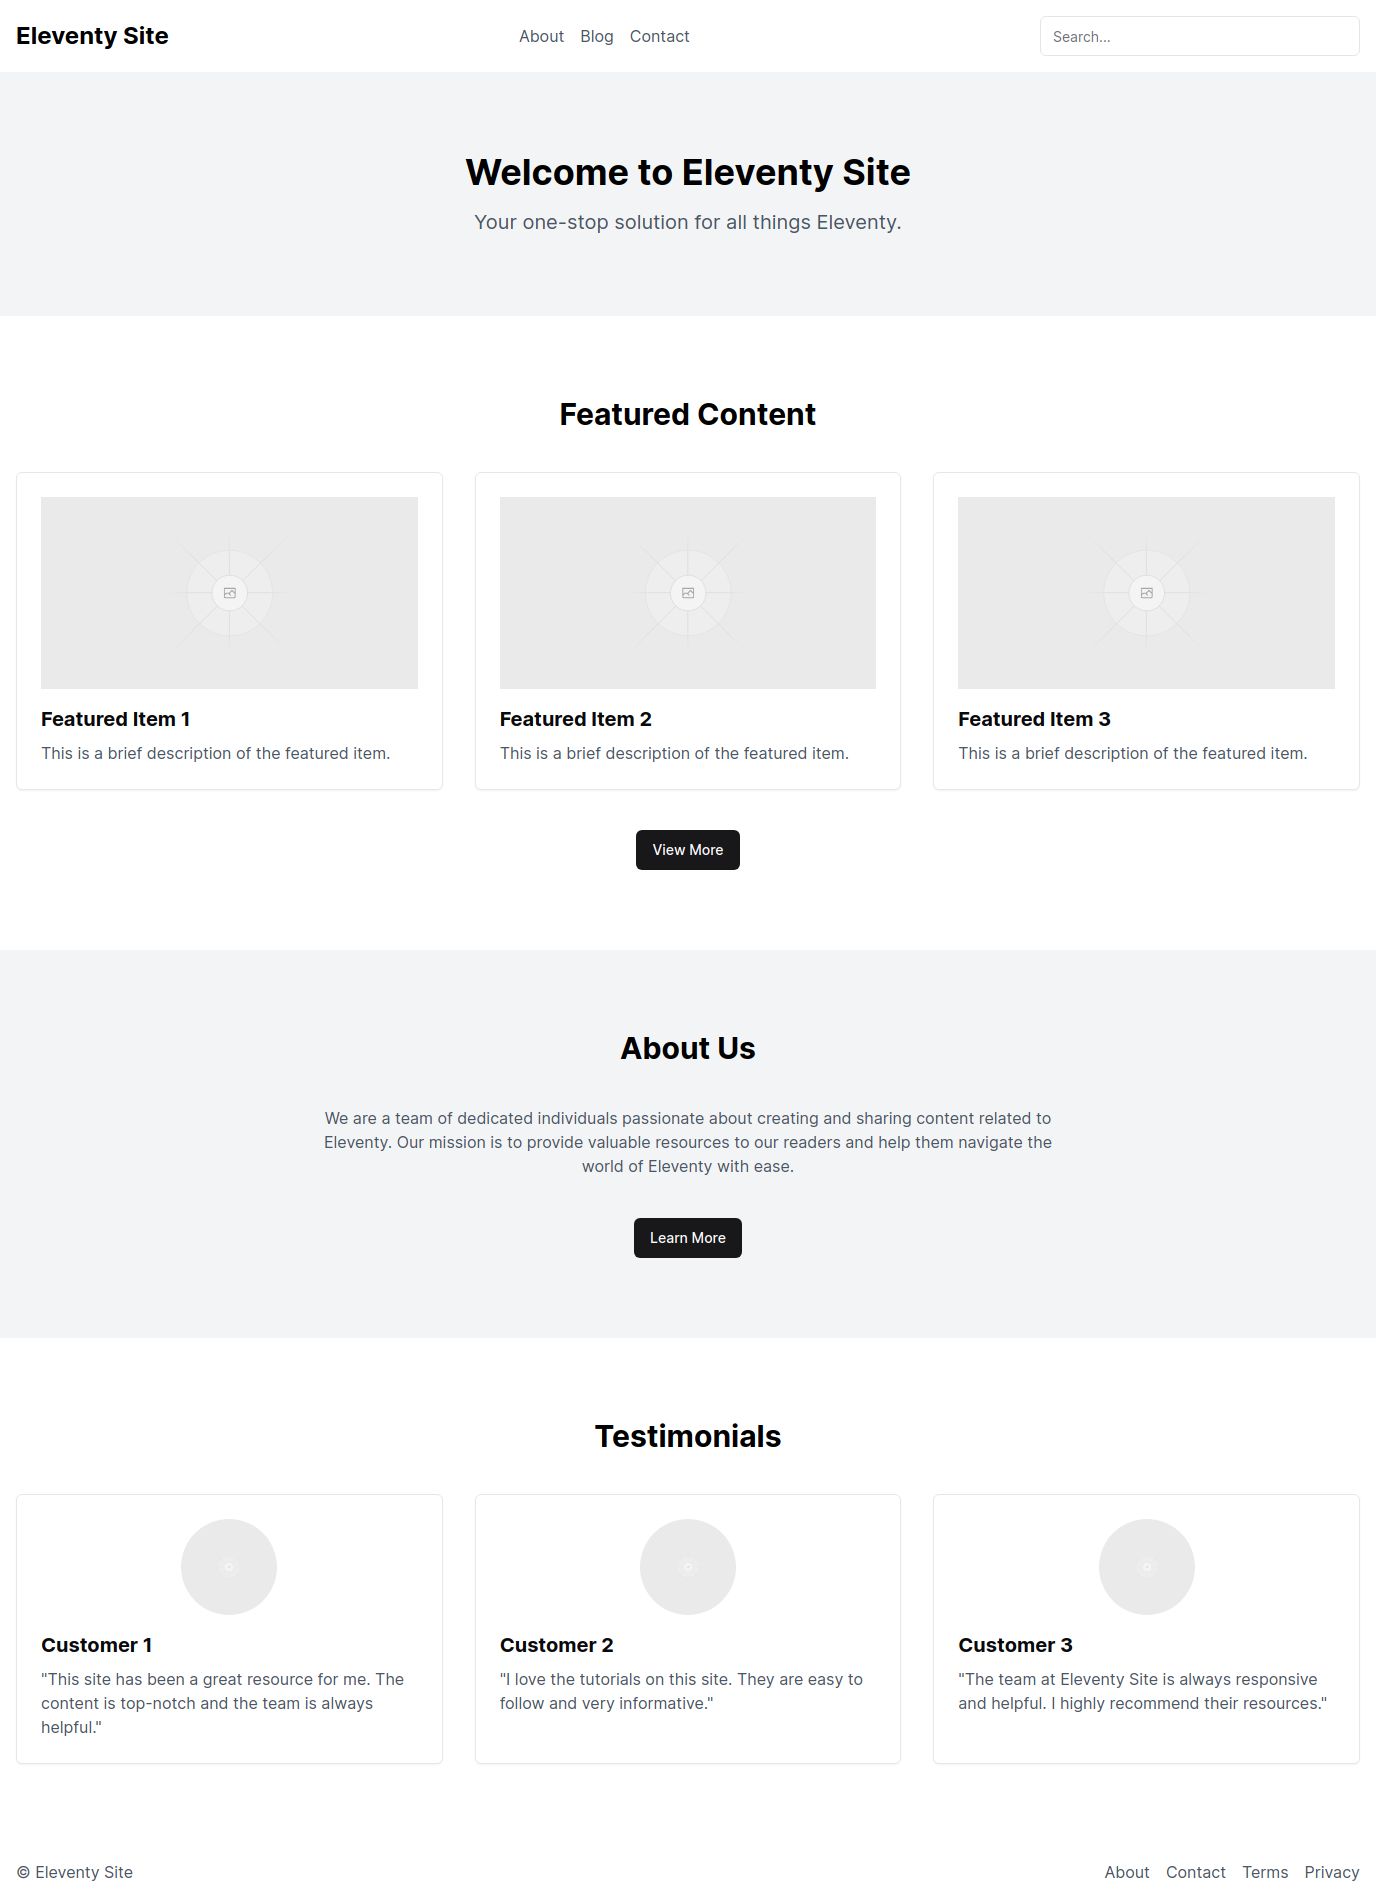 Eleventy Site
About Blog Contact
Search...
Welcome to Eleventy Site
Your one-stop solution for all things Eleventy.
Featured Content
Featured Item 1
This is a brief description of the featured item.
Featured Item 2
This is a brief description of the featured item.
Featured Item 3
This is a brief description of the featured item.
View More
About Us
We are a team of dedicated individuals passionate about creating and sharing content related to
Eleventy. Our mission is to provide valuable resources to our readers and help them navigate the
world of Eleventy with ease.
Learn More
Testimonials
Customer 1
"This site has been a great resource for me. The
content is top-notch and the team is always
helpful."
Customer 2
"I love the tutorials on this site. They are easy to
follow and very informative."
Customer 3
"The team at Eleventy Site is always responsive
and helpful. I highly recommend their resources."
© Eleventy Site
About Contact Terms Privacy